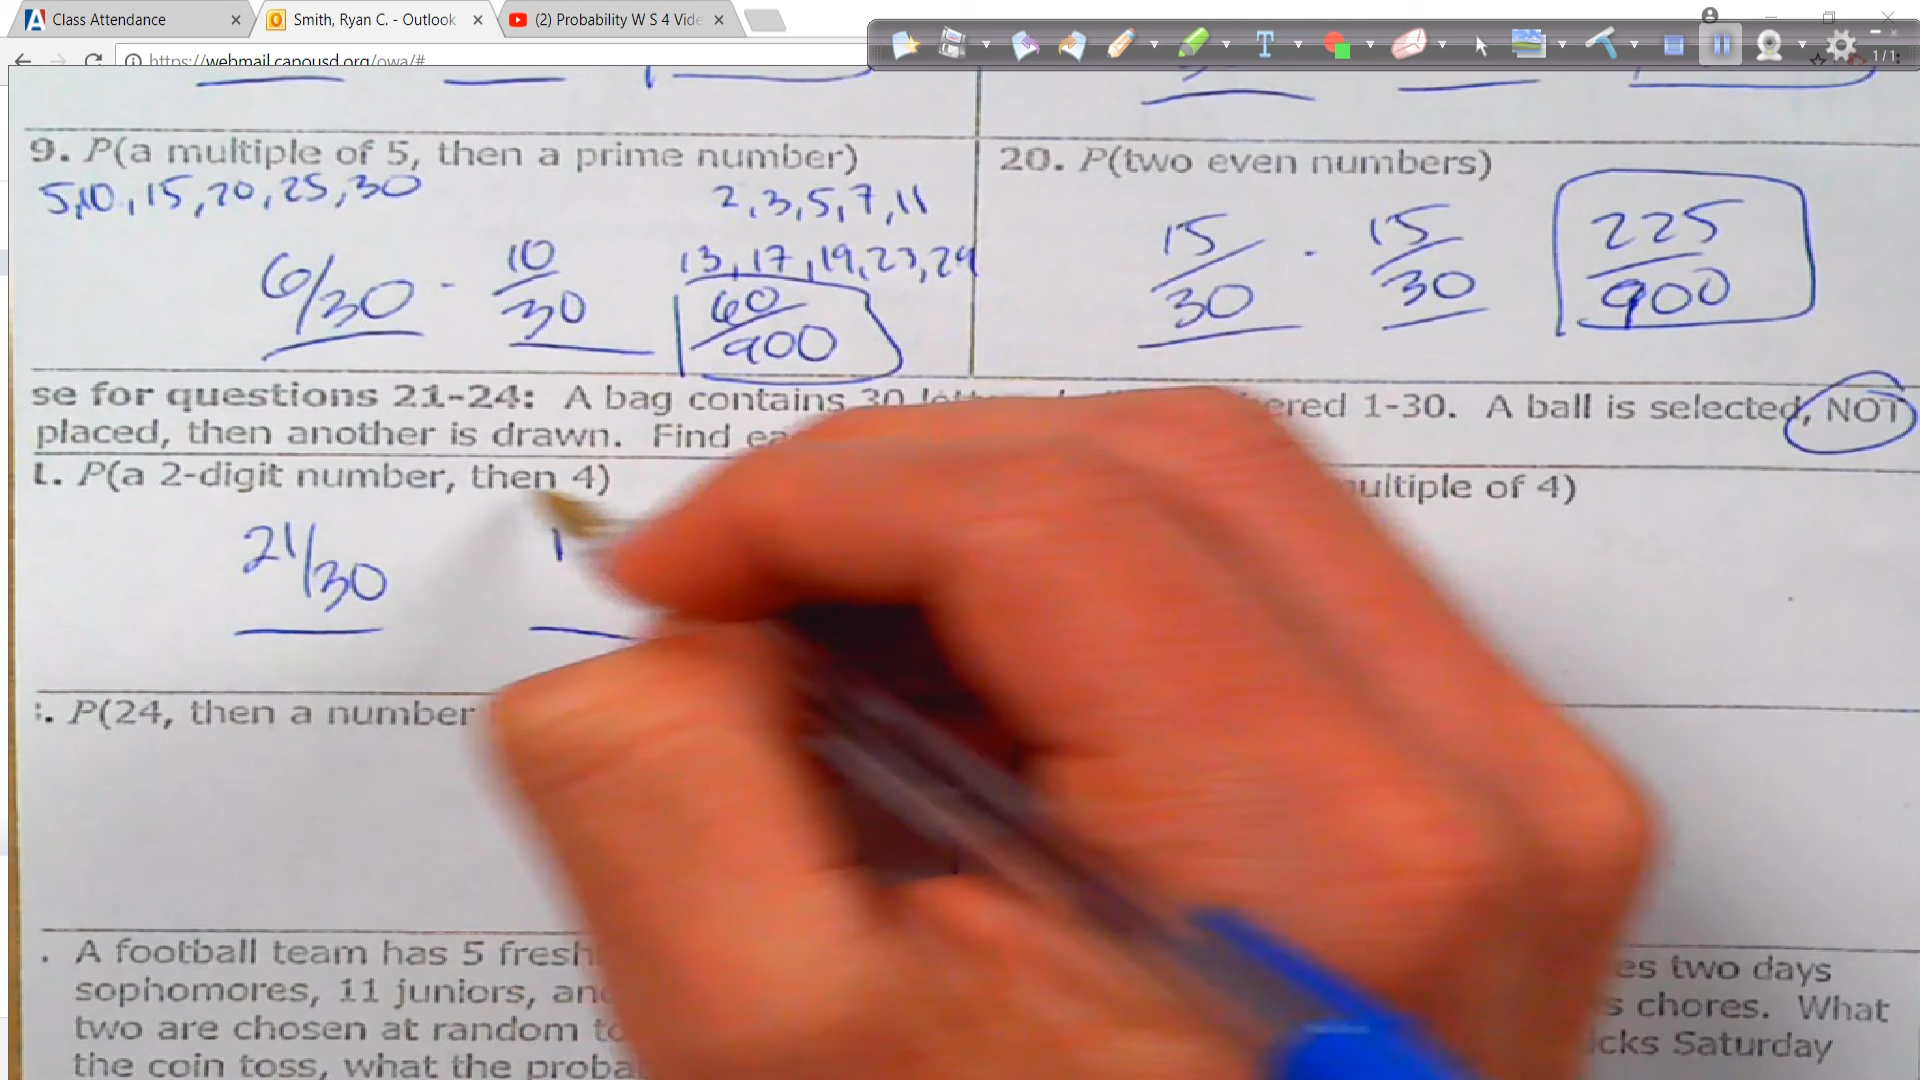 Class Attendance
Smith, Ryan C. - Outlook
(2) Probability W S 4 Vide
https://webmail.capousd.org/owa/#
1/1
9. P(a multiple of 5, then a prime number)
5,10,15,20,25,30
2,3,5,7,11
13,17,19,23,29
6/30 · 10/30
60/900
20. P(two even numbers)
15/30 · 15/30
225/900
se for questions 21-24: A bag contains 30 ered 1-30. A ball is selected, NOT
placed, then another is drawn. Find ea
1. P(a 2-digit number, then 4)
21/30
1
ultiple of 4)
. P(24, then a number
. A football team has 5 fresh
sophomores, 11 juniors, and
two are chosen at random to
the coin toss, what the proba
es two days
s chores. What
icks Saturday